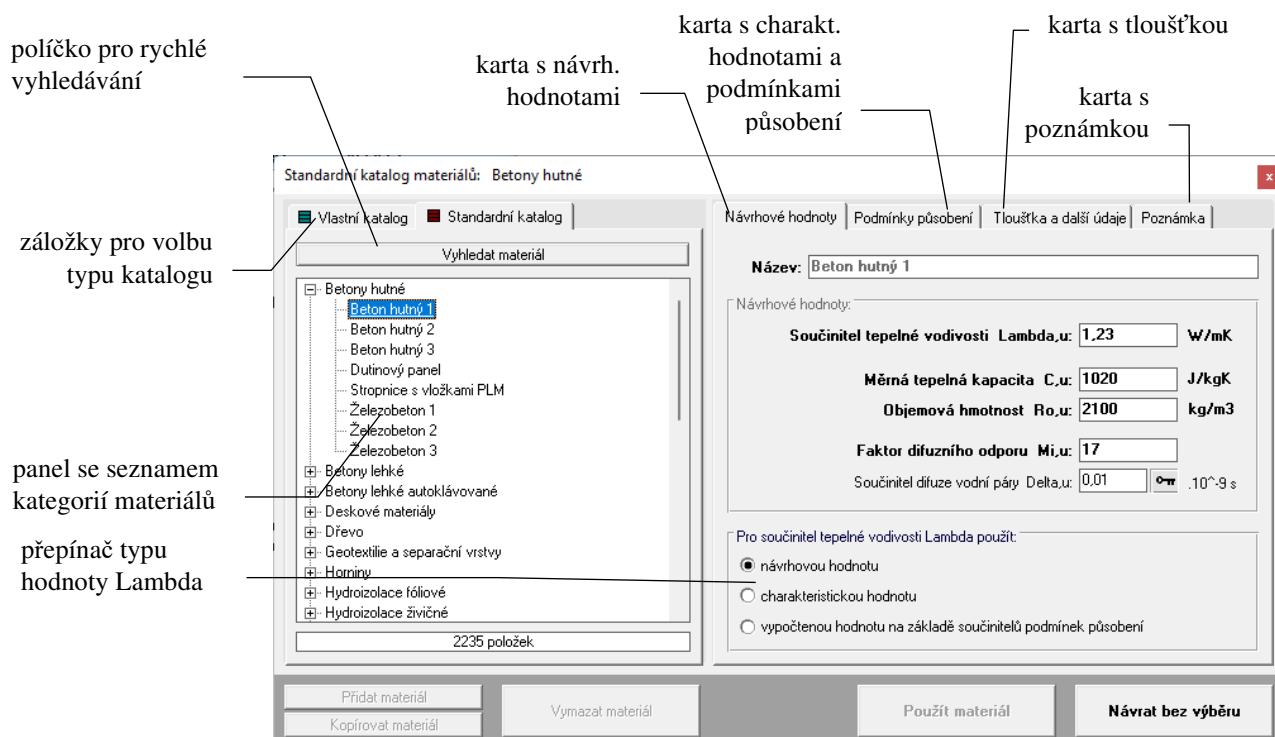 políčko pro rychlé
vyhledávání
karta s návrh.
hodnotami
karta s charakt.
hodnotami a
podmínkami
působení
karta s tloušťkou
karta s
poznámkou
Standardní katalog materiálů: Betony hutné
x
záložky pro volbu
typu katalogu
Vlastní katalog
Standardní katalog
Vyhledat materiál
Betony hutné
Beton hutný 1
Beton hutný 2
Beton hutný 3
Dutinový panel
Stropnice s vložkami PLM
Železobeton 1
Železobeton 2
Železobeton 3
Betony lehké
Betony lehké autoklávované
Deskové materiály
Dřevo
Geotextilie a separační vrstvy
Horniny
Hydroizolace fóliové
Hydroizolace živičné
2235 položek
panel se seznamem
kategorií materiálů
přepínač typu
hodnoty Lambda
Návrhové hodnoty
Podmínky působení
Tloušťka a další údaje
Poznámka
Název: Beton hutný 1
Návrhové hodnoty:
Součinitel tepelné vodivosti Lambda,u: 1,23 W/mK
Měrná tepelná kapacita C,u: 1020 J/kgK
Objemová hmotnost Ro,u: 2100 kg/m3
Faktor difuzního odporu Mi,u: 17
Součinitel difuze vodní páry Delta,u: 0,01 .10^-9 s
Pro součinitel tepelné vodivosti Lambda použít:
návrhovou hodnotu
charakteristickou hodnotu
vypočtenou hodnotu na základě součinitelů podmínek působení
Přidat materiál
Kopírovat materiál
Vymazat materiál
Použít materiál
Návrat bez výběru